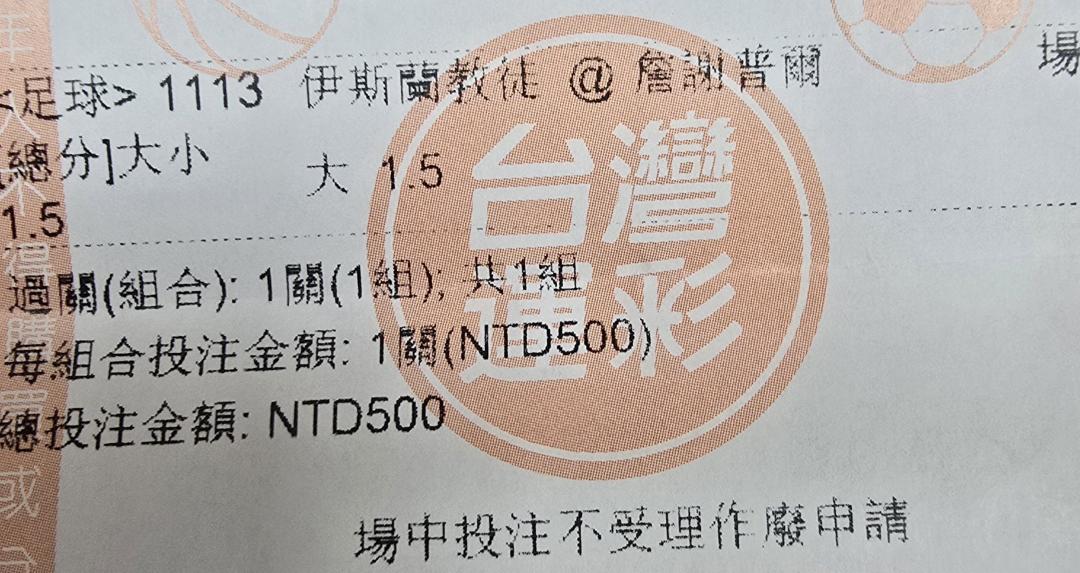 <足球> 1113 伊斯蘭教徒 @ 詹謝普爾 場
[總分]大小 大 1.5
1.5
過關(組合): 1關(1組); 共1組
每組合投注金額: 1關(NTD500)
總投注金額: NTD500
場中投注不受理作廢申請
台灣
運彩